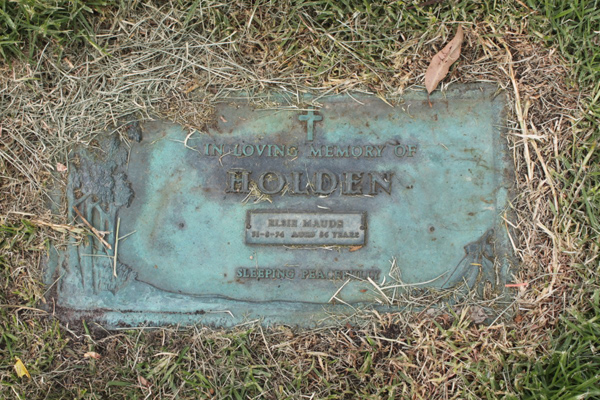 IN LOVING MEMORY OF
HOLDEN
ELSIE MAUDE
AGED 86 YEARS
SLEEPING PEACEFULLY